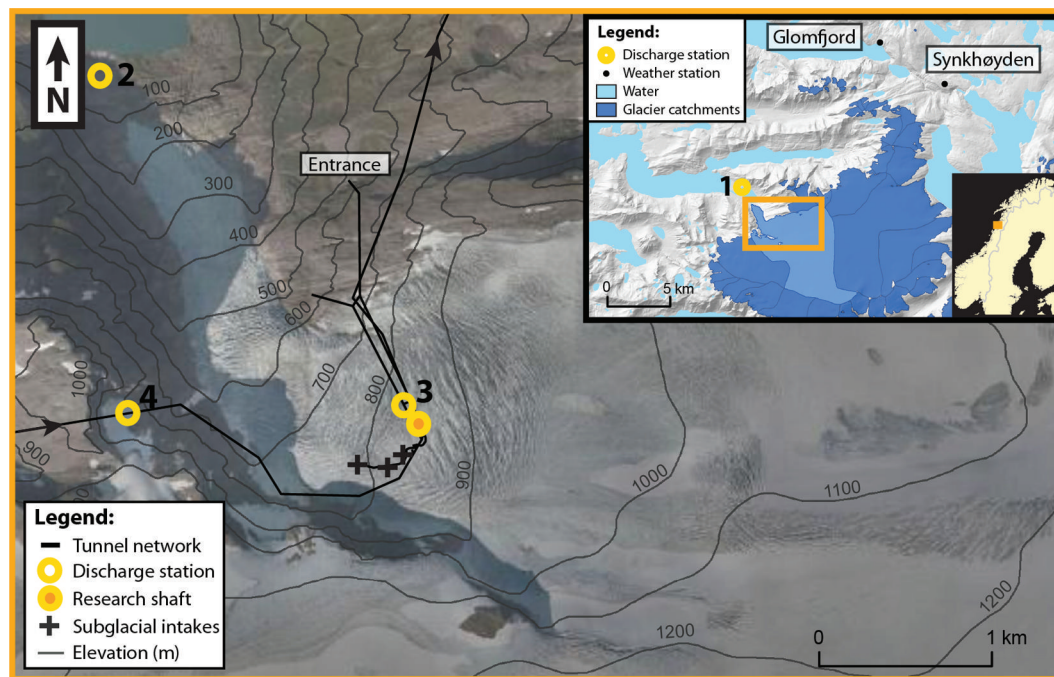 N
2
100
200
300
400
500
600
700
800
900
1000
1100
1200
1200
1000
900
Entrance
3
4
Legend:
Tunnel network
Discharge station
Research shaft
Subglacial intakes
Elevation (m)
0 1 km
Legend:
Discharge station
Weather station
Water
Glacier catchments
Glomfjord
Synkhøyden
1
0 5 km